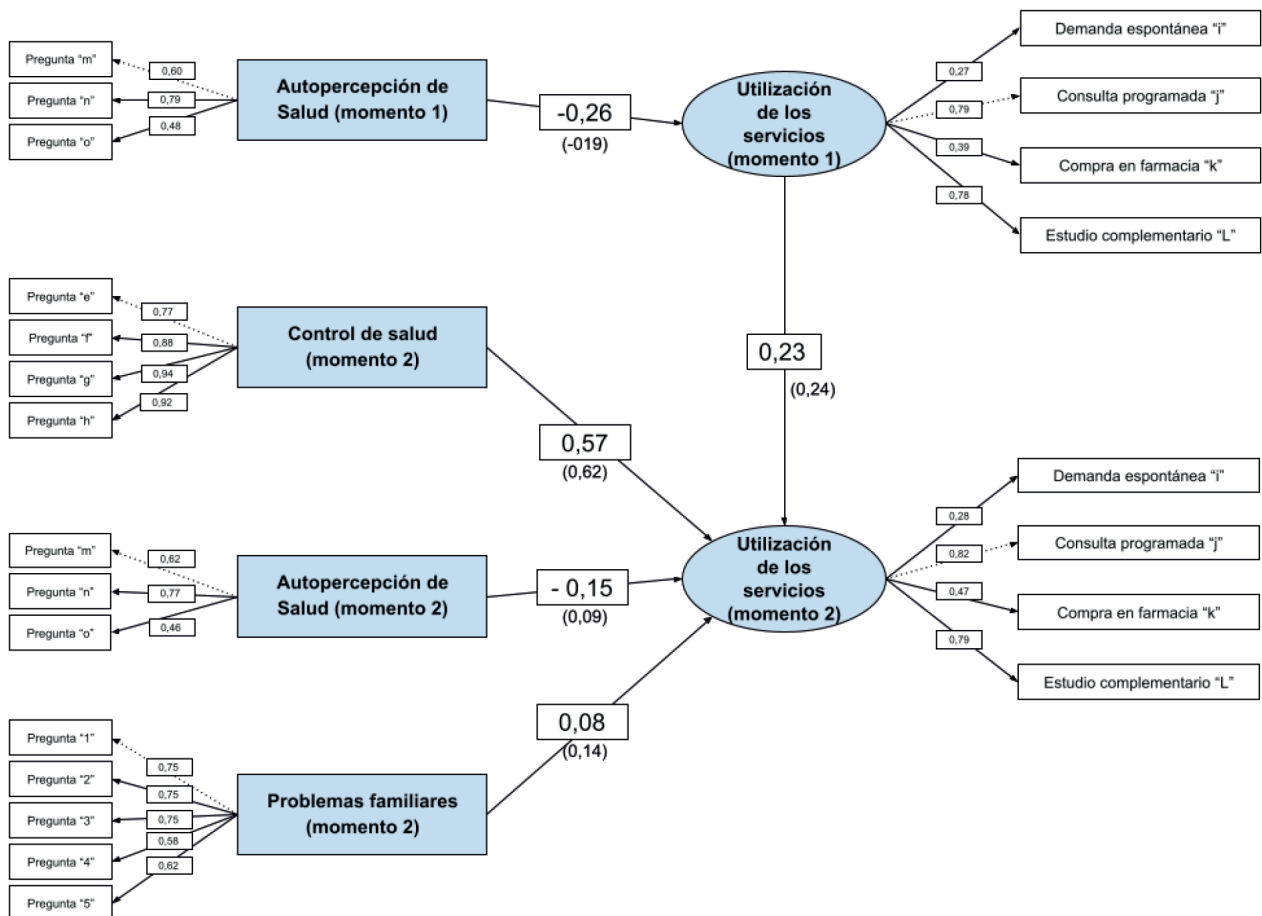 Pregunta “m”
Pregunta “n”
Pregunta “o”
0,60
0,79
0,48
Autopercepción de
Salud (momento 1)
-0,26
(-019)
Utilización
de los
servicios
(momento 1)
0,27
0,79
0,39
0,78
Demanda espontánea “i”
Consulta programada “j”
Compra en farmacia “k”
Estudio complementario “L”
Pregunta “e”
Pregunta “f”
Pregunta “g”
Pregunta “h”
0,77
0,88
0,94
0,92
Control de salud
(momento 2)
0,57
(0,62)
0,23
(0,24)
Pregunta “m”
Pregunta “n”
Pregunta “o”
0,62
0,77
0,46
Autopercepción de
Salud (momento 2)
- 0,15
(0,09)
Utilización
de los
servicios
(momento 2)
0,28
0,82
0,47
0,79
Demanda espontánea “i”
Consulta programada “j”
Compra en farmacia “k”
Estudio complementario “L”
Pregunta “1”
Pregunta “2”
Pregunta “3”
Pregunta “4”
Pregunta “5”
0,75
0,75
0,75
0,58
0,62
Problemas familiares
(momento 2)
0,08
(0,14)